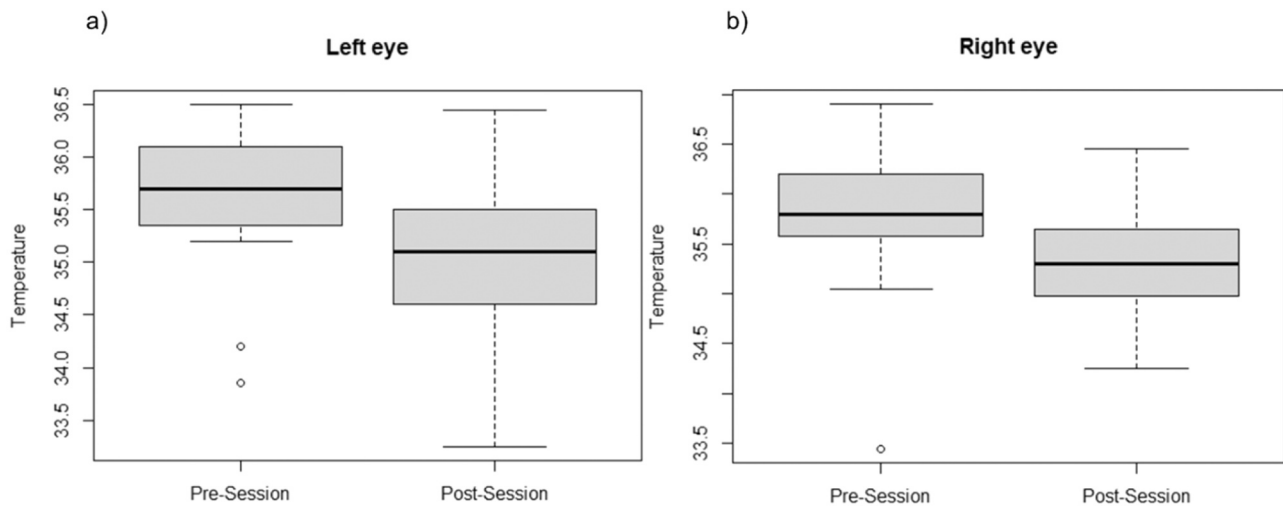 a)
Left eye
Temperature
36.5
36.0
35.5
35.0
34.5
34.0
33.5
Pre-Session
Post-Session
b)
Right eye
Temperature
36.5
35.5
34.5
33.5
Pre-Session
Post-Session